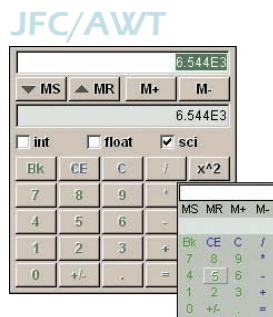 JFC/AWT
6.544E3
MS MR M+ M-
6.544E3
int float sci
Bk CE C / x^2
7 8 9 *
4 5 6 -
1 2 3 +
0 +/- . =
MS MR M+ M-
Bk CE C /
7 8 9 *
4 5 6 -
1 2 3 +
0 +/- . =